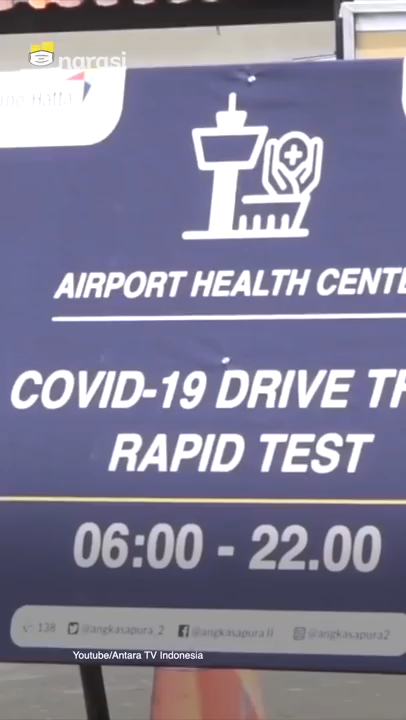 narasi
Hatta
AIRPORT HEALTH CENTE
COVID-19 DRIVE TH
RAPID TEST
06:00 - 22.00
138 @angkasapura_2 @angkasapura II @angkasapura2
Youtube/Antara TV Indonesia